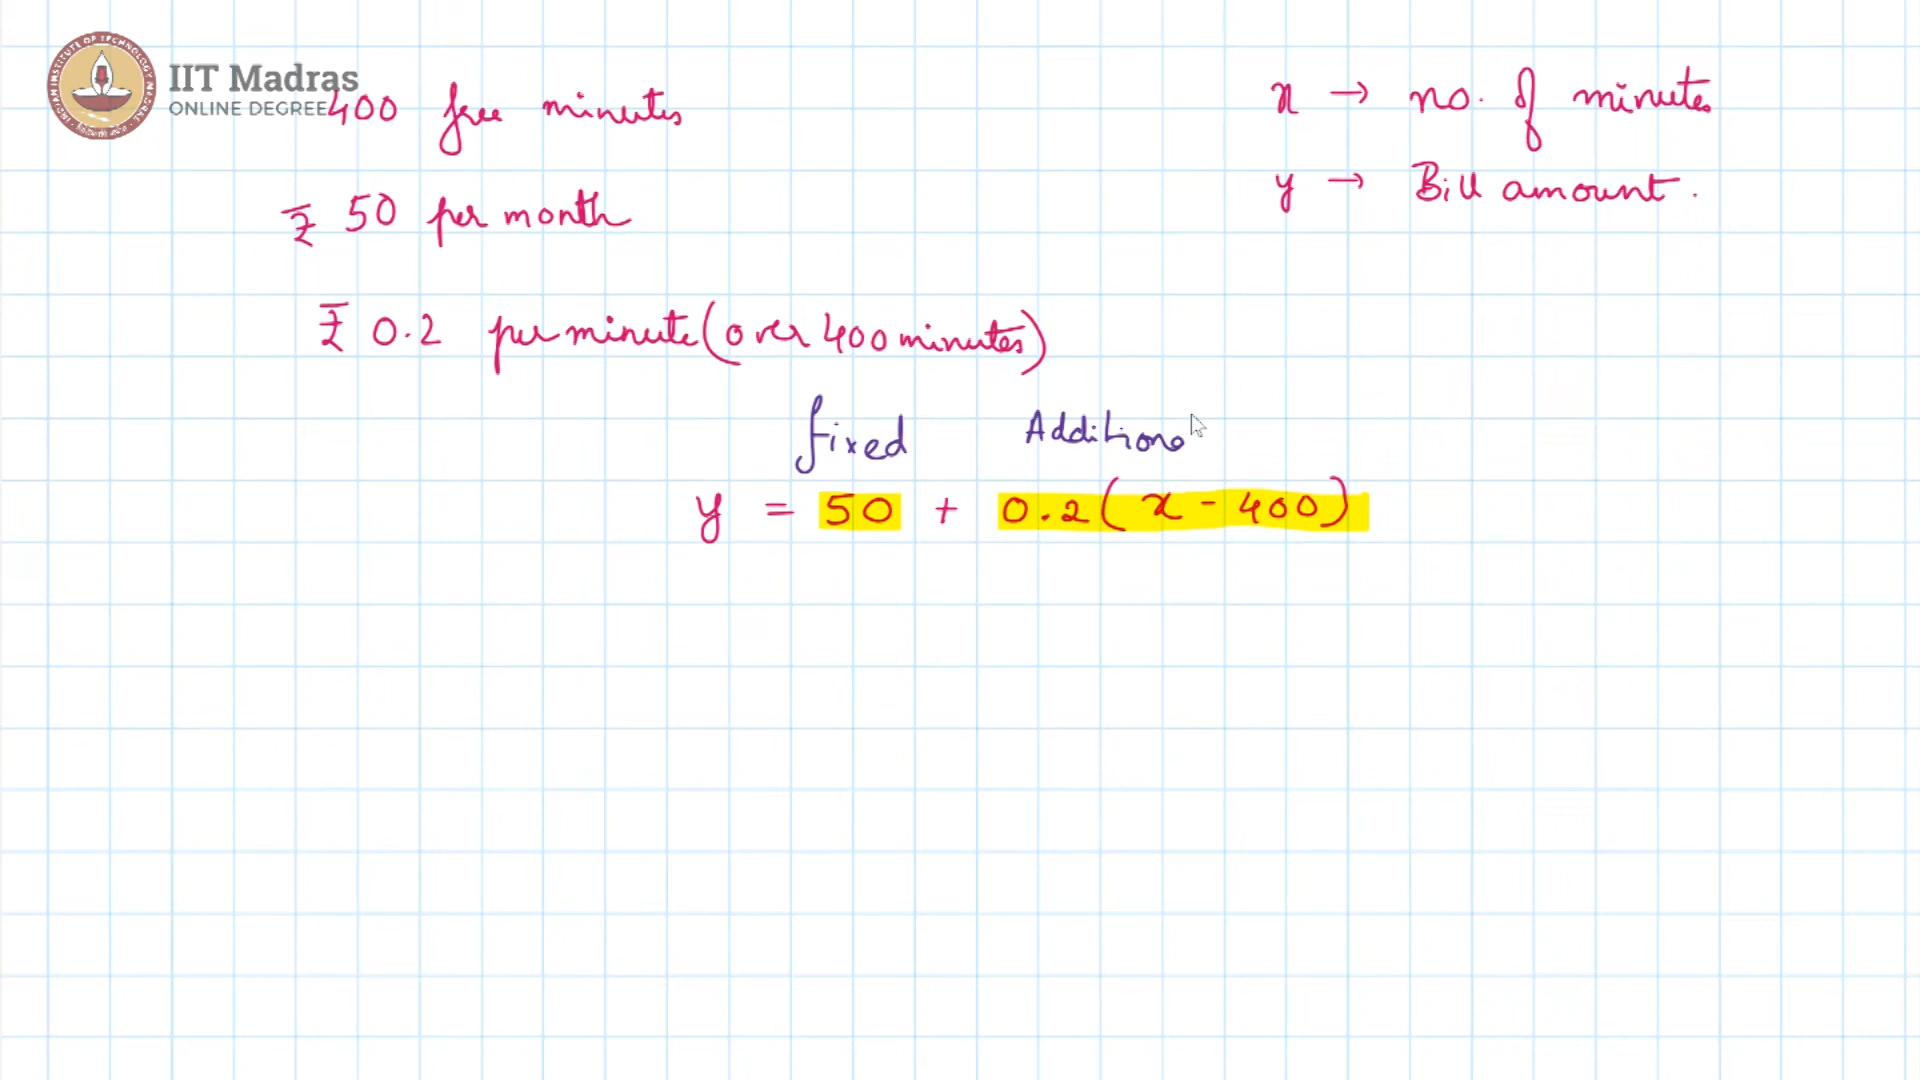 IIT Madras
ONLINE DEGREE
400 free minutes
x → no. of minutes
y → Bill amount.
₹ 50 per month
₹ 0.2 per minute (over 400 minutes)
fixed Additiona
y = 50 + 0.2 ( x - 400)